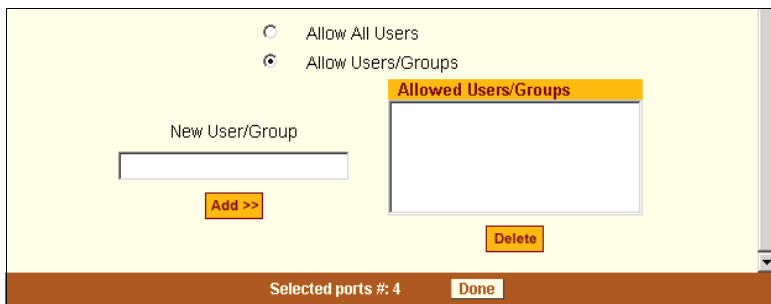 Allow All Users
Allow Users/Groups
Allowed Users/Groups
New User/Group
Add >>
Delete
Selected ports #: 4 Done